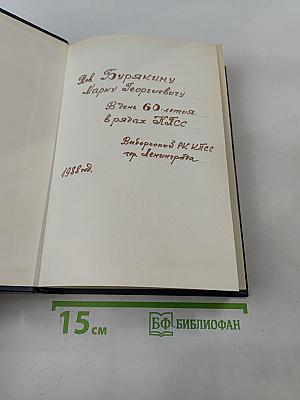 Тов. Бурякину
Марку Георгиевичу
В день 60-летия
в рядах КПСС
Выборгский РК КПСС
гор. Ленинграда
1988 год.
15 см
БФ БИБЛИОФАН